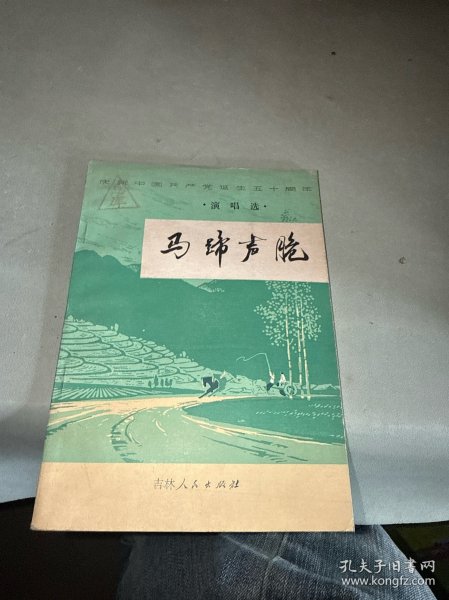 庆祝中国共产党诞生五十周年
·演唱选·
马蹄声脆
吉林人民出版社
孔夫子旧书网
www.kongfz.com